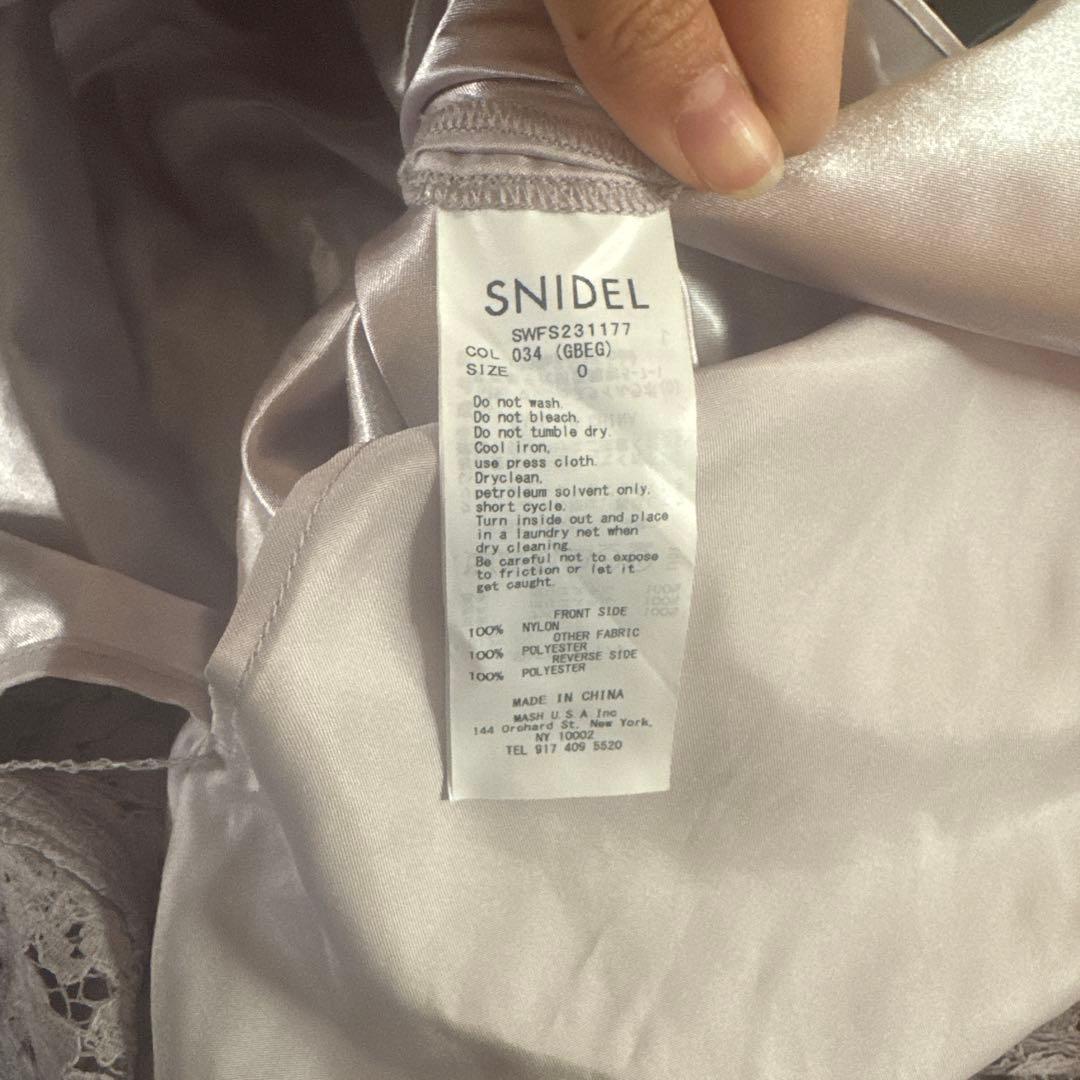 SNIDEL
SWFS231177
COL 034 (GBEG)
SIZE 0
Do not wash.
Do not bleach.
Do not tumble dry.
Cool iron,
use press cloth.
Dryclean,
petroleum solvent only.
short cycle.
Turn inside out and place
in a laundry net when
dry cleaning.
Be careful not to expose
to friction or let it
get caught.
FRONT SIDE
100% NYLON
OTHER FABRIC
100% POLYESTER
REVERSE SIDE
100% POLYESTER
MADE IN CHINA
MASH U.S.A Inc
144 Orchard St. New York,
NY 10002
TEL 917 409 5520